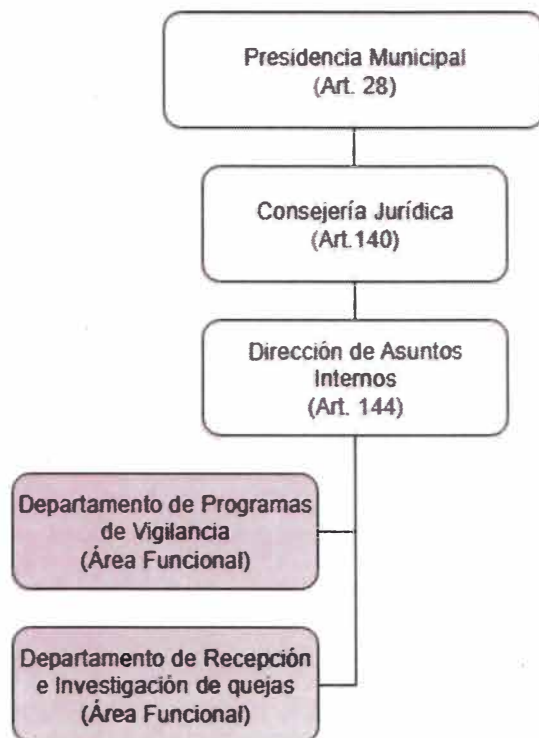 Presidencia Municipal
(Art. 28)
Consejería Jurídica
(Art.140)
Dirección de Asuntos
Internos
(Art. 144)
Departamento de Programas
de Vigilancia
(Área Funcional)
Departamento de Recepción
e Investigación de quejas
(Área Funcional)